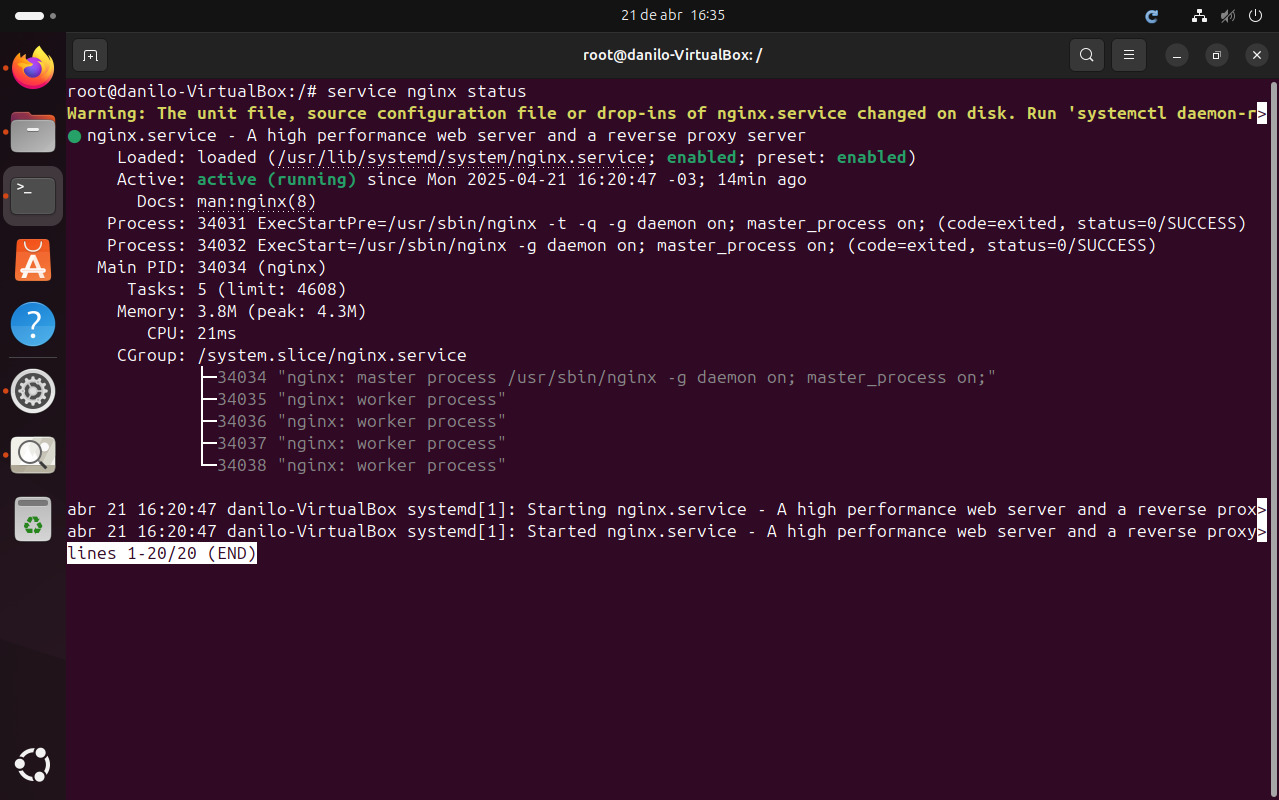 21 de abr 16:35
root@danilo-VirtualBox: /
root@danilo-VirtualBox:/# service nginx status
Warning: The unit file, source configuration file or drop-ins of nginx.service changed on disk. Run 'systemctl daemon-r>
● nginx.service - A high performance web server and a reverse proxy server
Loaded: loaded (/usr/lib/systemd/system/nginx.service; enabled; preset: enabled)
Active: active (running) since Mon 2025-04-21 16:20:47 -03; 14min ago
Docs: man:nginx(8)
Process: 34031 ExecStartPre=/usr/sbin/nginx -t -q -g daemon on; master_process on; (code=exited, status=0/SUCCESS)
Process: 34032 ExecStart=/usr/sbin/nginx -g daemon on; master_process on; (code=exited, status=0/SUCCESS)
Main PID: 34034 (nginx)
Tasks: 5 (limit: 4608)
Memory: 3.8M (peak: 4.3M)
CPU: 21ms
CGroup: /system.slice/nginx.service
├─34034 "nginx: master process /usr/sbin/nginx -g daemon on; master_process on;"
├─34035 "nginx: worker process"
├─34036 "nginx: worker process"
├─34037 "nginx: worker process"
└─34038 "nginx: worker process"
abr 21 16:20:47 danilo-VirtualBox systemd[1]: Starting nginx.service - A high performance web server and a reverse prox>
abr 21 16:20:47 danilo-VirtualBox systemd[1]: Started nginx.service - A high performance web server and a reverse proxy>
lines 1-20/20 (END)